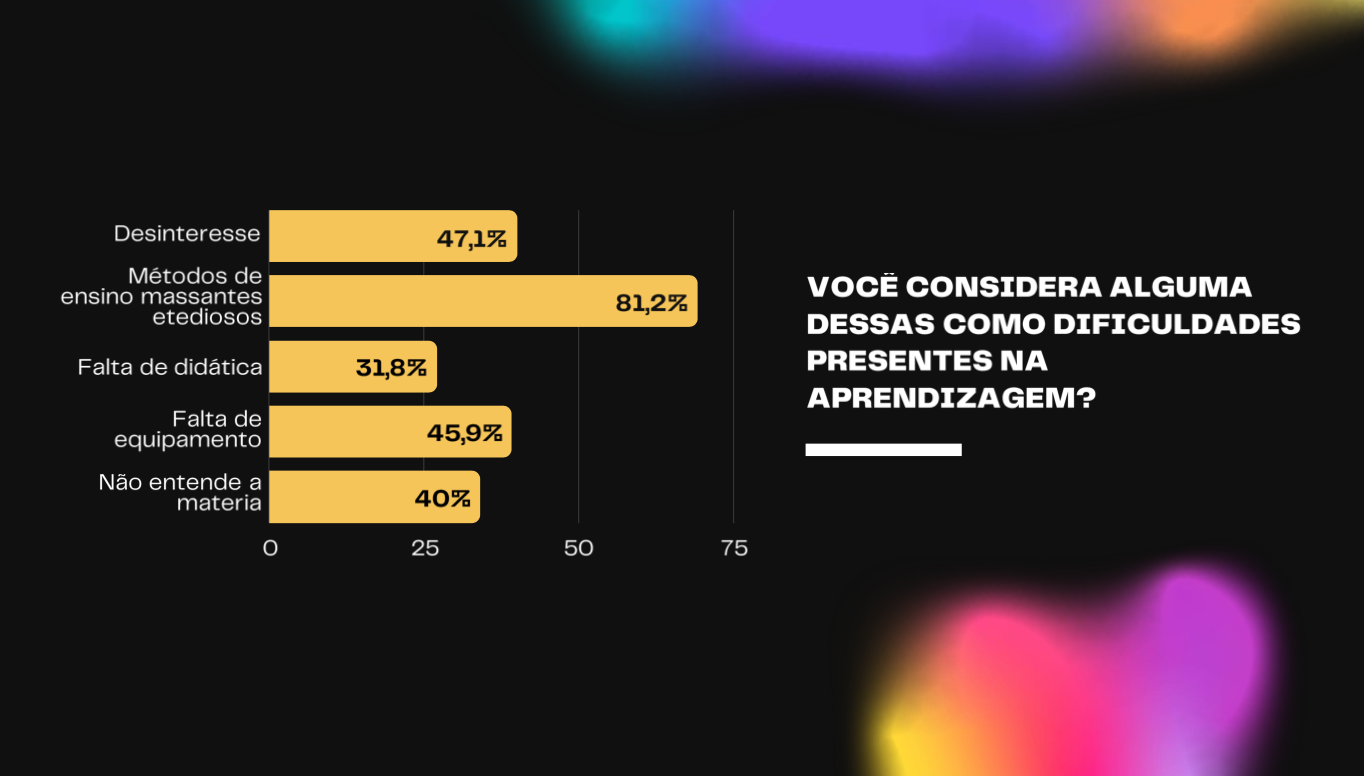 Desinteresse
47,1%
Métodos de
ensino massantes
etediosos
81,2%
Falta de didática
31,8%
Falta de
equipamento
45,9%
Não entende a
materia
40%
0 25 50 75
VOCÊ CONSIDERA ALGUMA
DESSAS COMO DIFICULDADES
PRESENTES NA
APRENDIZAGEM?